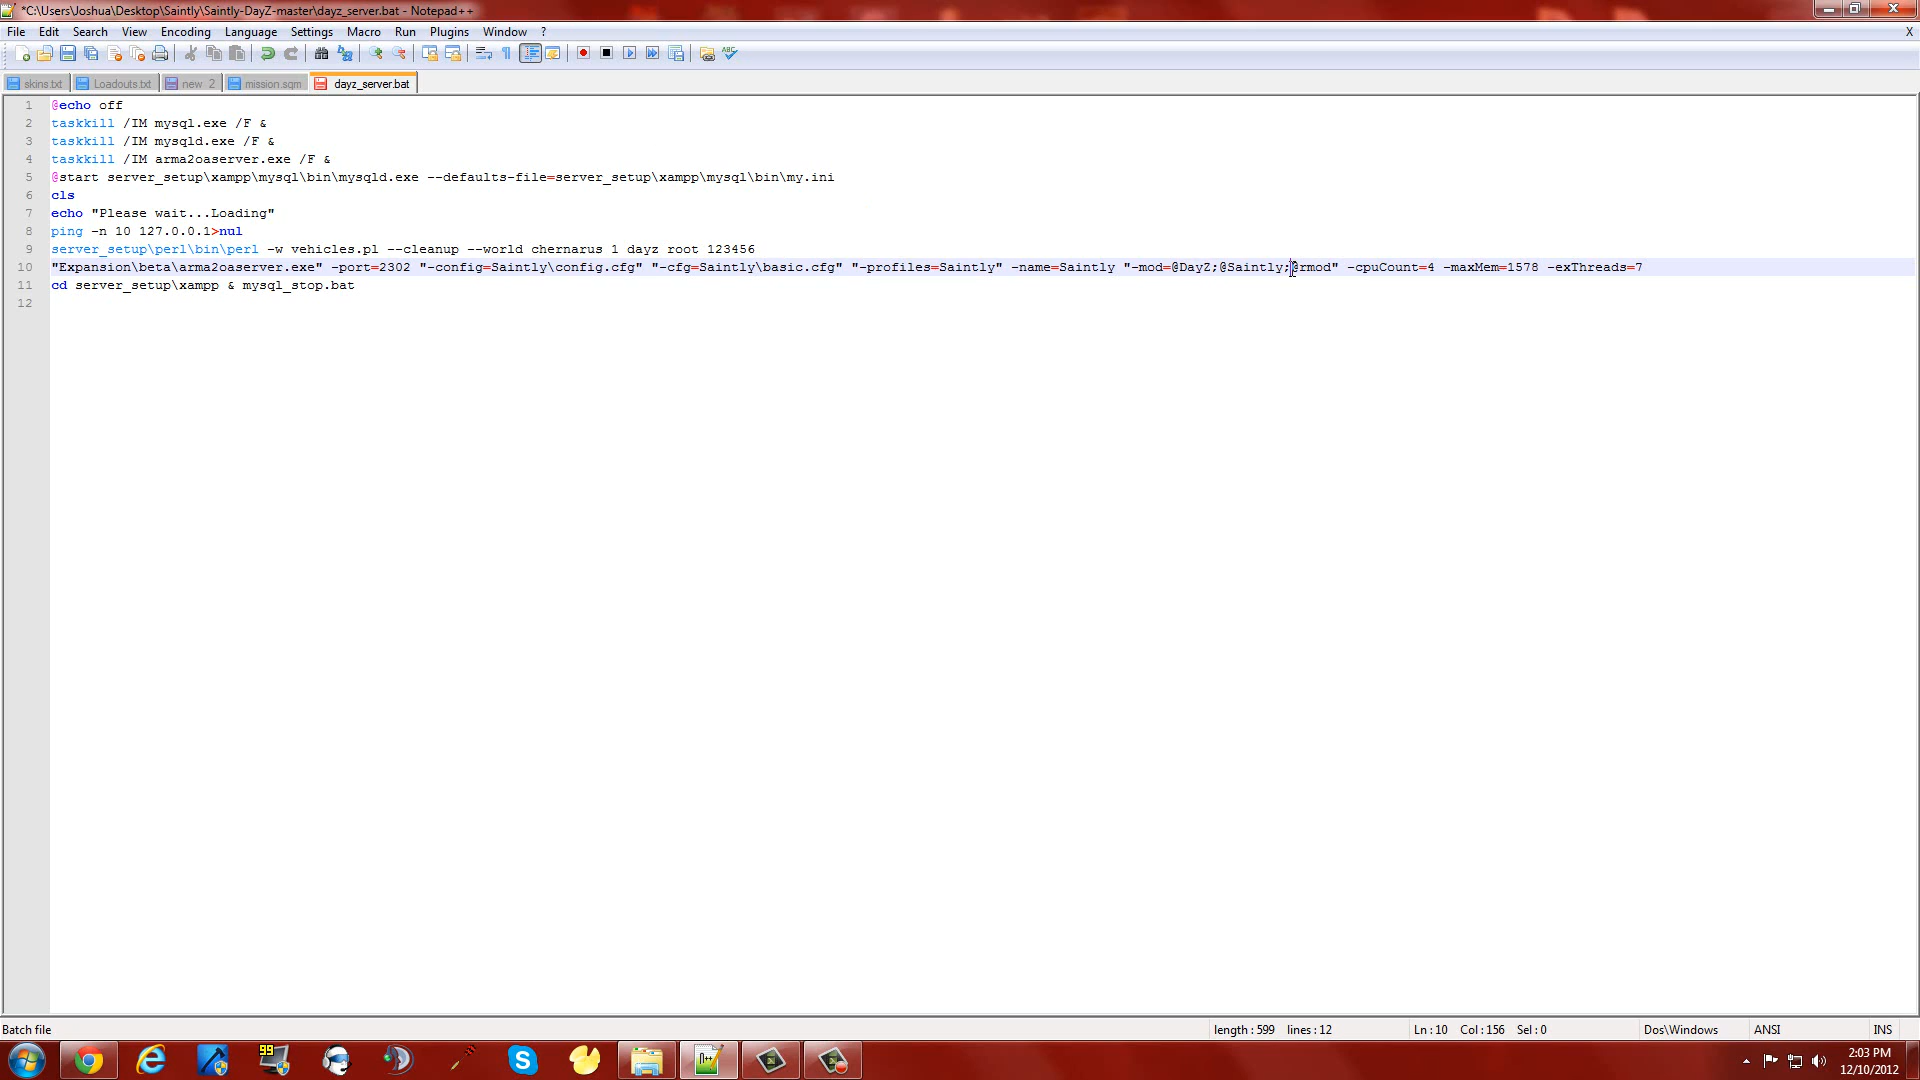 *C:\Users\Joshua\Desktop\Saintly\Saintly-DayZ-master\dayz_server.bat - Notepad++
File Edit Search View Encoding Language Settings Macro Run Plugins Window ? X
skins.txt Loadouts.txt new 2 mission.sqm dayz_server.bat
1 @echo off
2 taskkill /IM mysql.exe /F &
3 taskkill /IM mysqld.exe /F &
4 taskkill /IM arma2oaserver.exe /F &
5 @start server_setup\xampp\mysql\bin\mysqld.exe --defaults-file=server_setup\xampp\mysql\bin\my.ini
6 cls
7 echo "Please wait...Loading"
8 ping -n 10 127.0.0.1>nul
9 server_setup\perl\bin\perl -w vehicles.pl --cleanup --world chernarus 1 dayz root 123456
10 "Expansion\beta\arma2oaserver.exe" -port=2302 "-config=Saintly\config.cfg" "-cfg=Saintly\basic.cfg" "-profiles=Saintly" -name=Saintly "-mod=@DayZ;@Saintly;@rmod" -cpuCount=4 -maxMem=1578 -exThreads=7
11 cd server_setup\xampp & mysql_stop.bat
12
Batch file length : 599 lines : 12 Ln : 10 Col : 156 Sel : 0 Dos\Windows ANSI INS
99
2:03 PM
12/10/2012